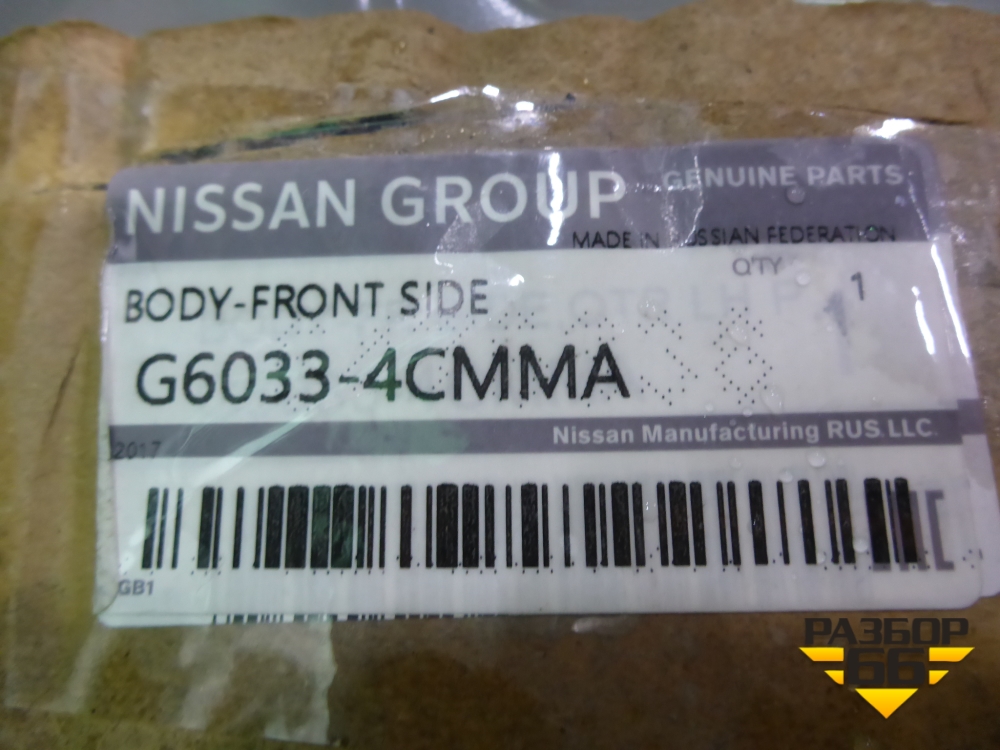 NISSAN GROUP GENUINE PARTS
MADE IN RUSSIAN FEDERATION
QTY
BODY-FRONT SIDE 1
G6033-4CMMA
Nissan Manufacturing RUS LLC.
2017
GB1
РАЗБОР
66